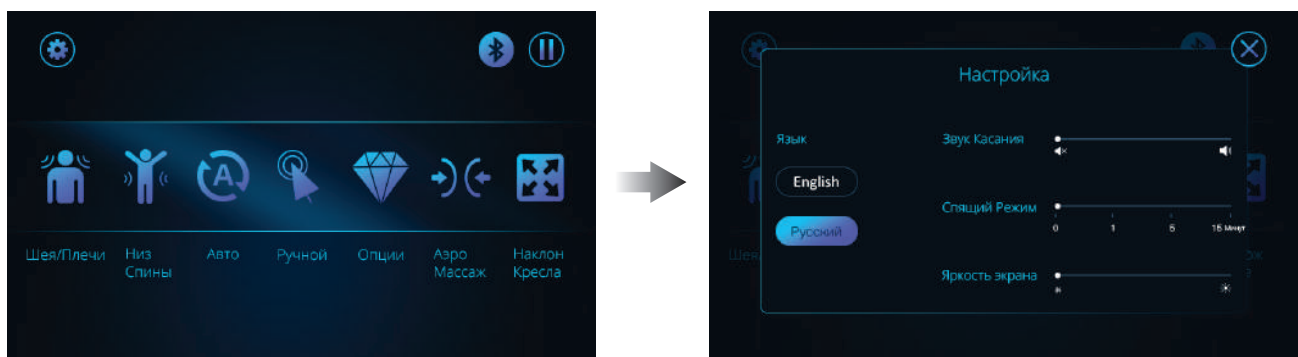 Шея/Плечи
Низ
Спины
Авто
Ручной
Опции
Аэро
Массаж
Наклон
Кресла
Настройка
Язык
English
Русский
Звук Касания
Спящий Режим
0 1 5 15 Минут
Яркость экрана